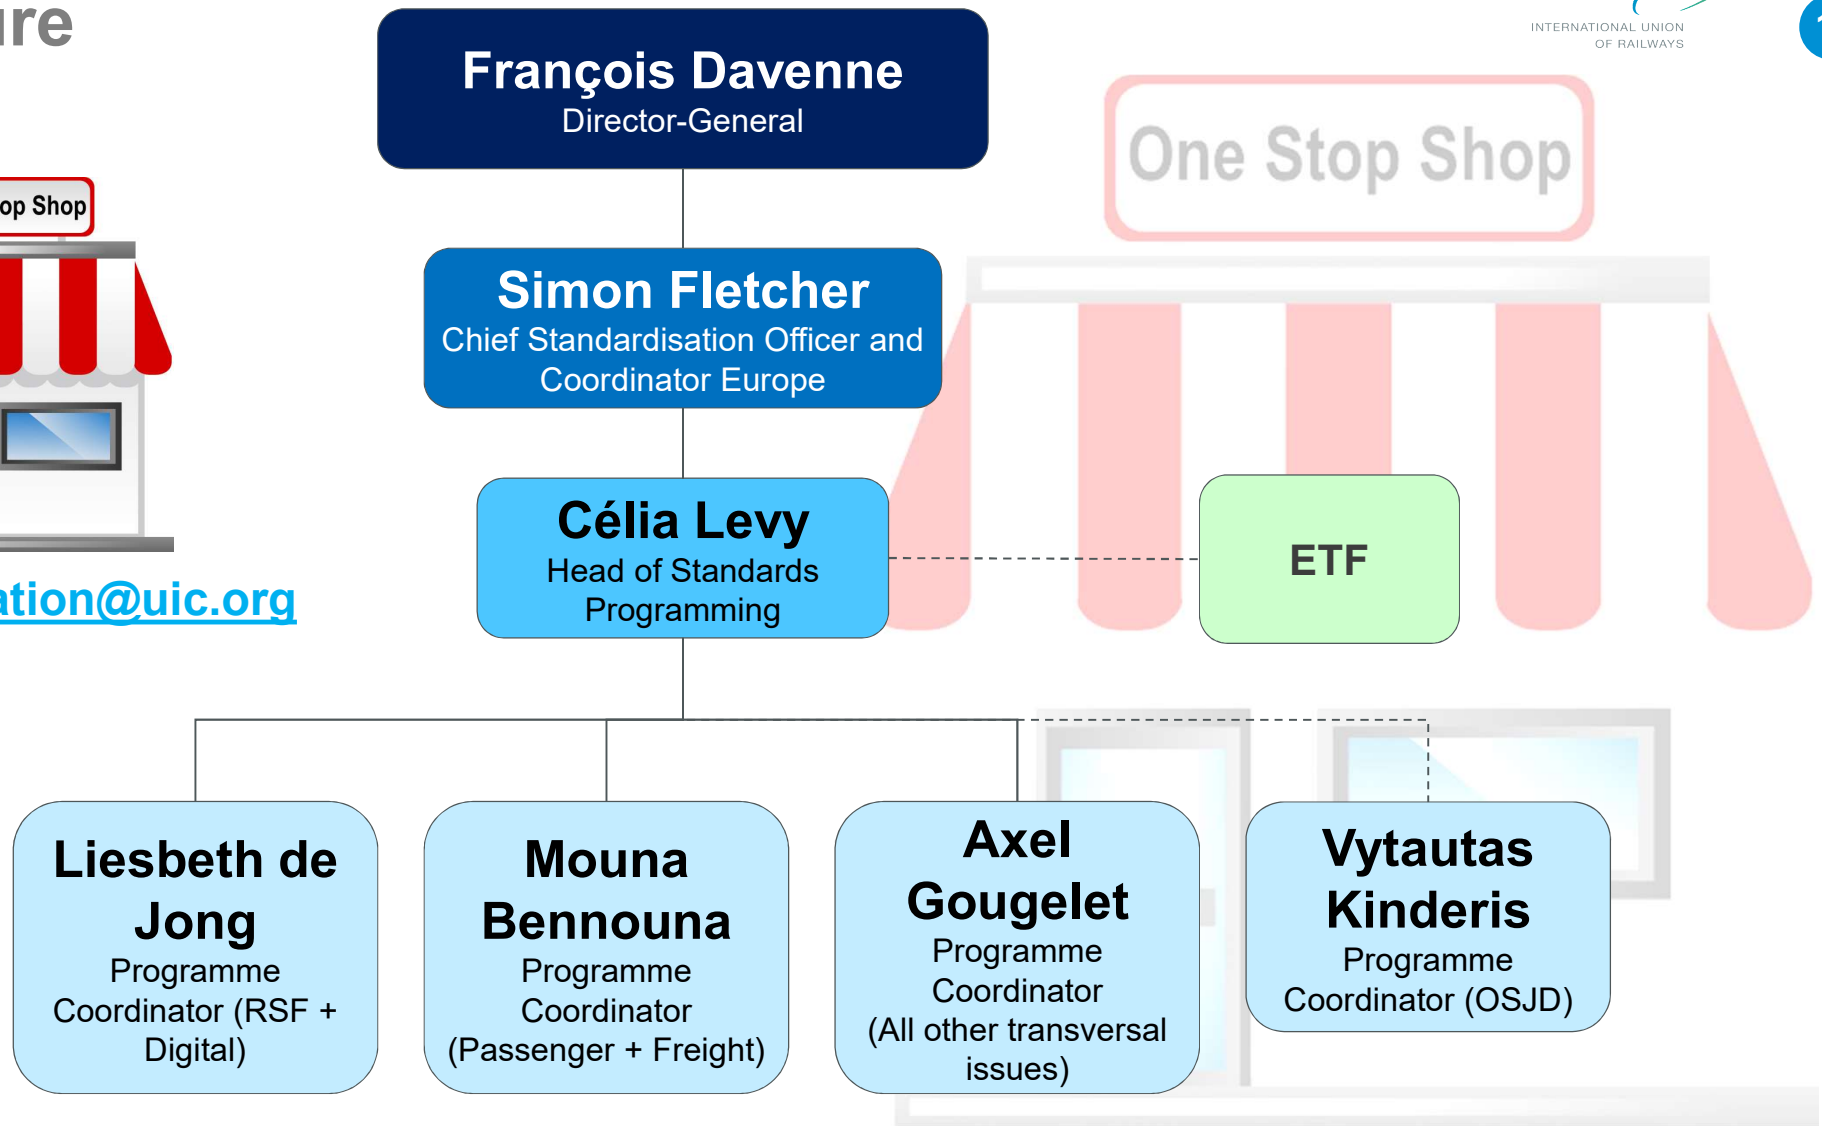 ure
INTERNATIONAL UNION
OF RAILWAYS
François Davenne
Director-General
One Stop Shop
op Shop
Simon Fletcher
Chief Standardisation Officer and
Coordinator Europe
Célia Levy
Head of Standards
Programming
ETF
ation@uic.org
Liesbeth de
Jong
Programme
Coordinator (RSF +
Digital)
Mouna
Bennouna
Programme
Coordinator
(Passenger + Freight)
Axel
Gougelet
Programme
Coordinator
(All other transversal
issues)
Vytautas
Kinderis
Programme
Coordinator (OSJD)